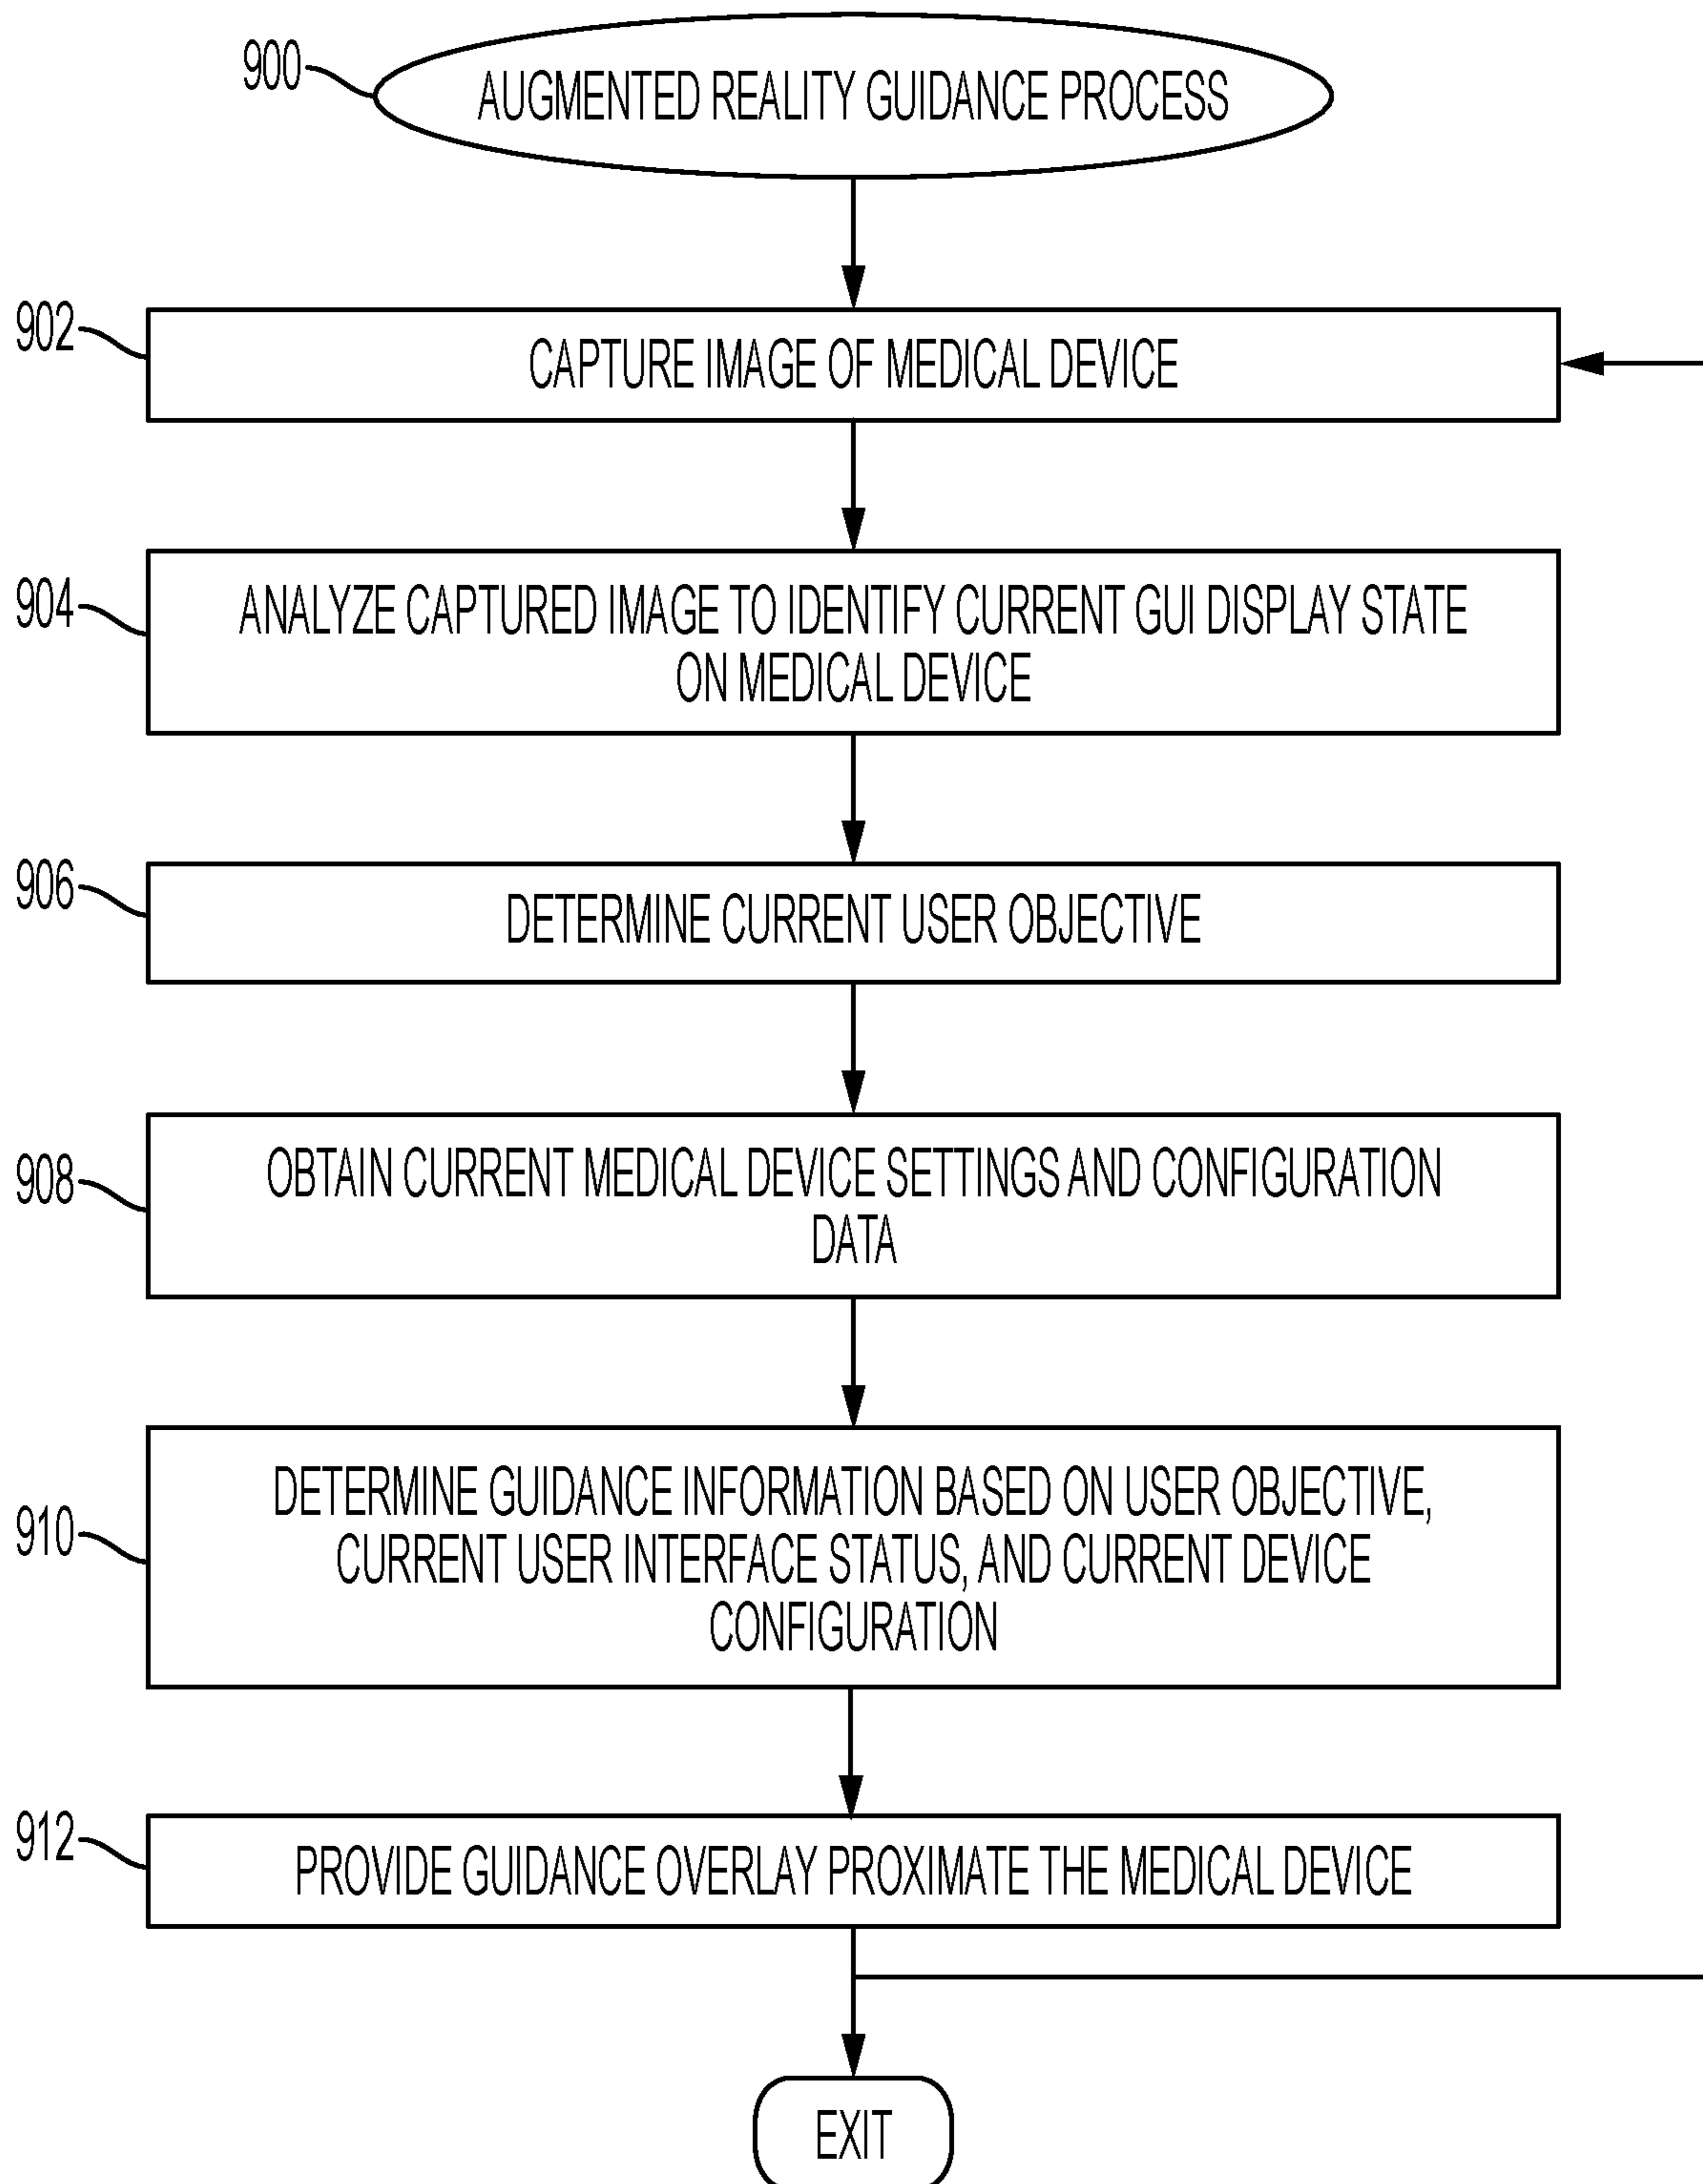 900
AUGMENTED REALITY GUIDANCE PROCESS
902
CAPTURE IMAGE OF MEDICAL DEVICE
904
ANALYZE CAPTURED IMAGE TO IDENTIFY CURRENT GUI DISPLAY STATE
ON MEDICAL DEVICE
906
DETERMINE CURRENT USER OBJECTIVE
908
OBTAIN CURRENT MEDICAL DEVICE SETTINGS AND CONFIGURATION
DATA
910
DETERMINE GUIDANCE INFORMATION BASED ON USER OBJECTIVE,
CURRENT USER INTERFACE STATUS, AND CURRENT DEVICE
CONFIGURATION
912
PROVIDE GUIDANCE OVERLAY PROXIMATE THE MEDICAL DEVICE
EXIT